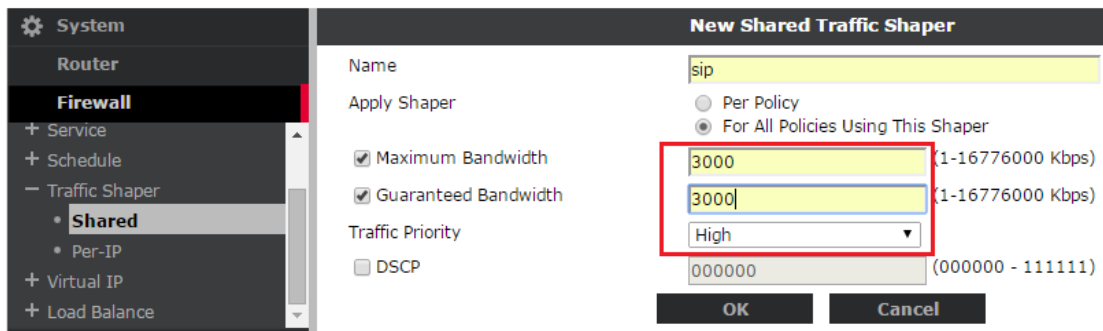 System
Router
Firewall
+ Service
+ Schedule
− Traffic Shaper
• Shared
• Per-IP
+ Virtual IP
+ Load Balance
New Shared Traffic Shaper
Name
sip
Apply Shaper
Per Policy
For All Policies Using This Shaper
Maximum Bandwidth
3000
(1-16776000 Kbps)
Guaranteed Bandwidth
3000
(1-16776000 Kbps)
Traffic Priority
High
DSCP
000000
(000000 - 111111)
OK
Cancel